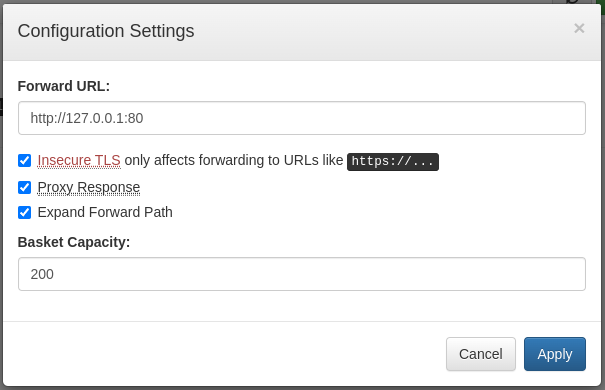 Configuration Settings ×
Forward URL:
http://127.0.0.1:80
Insecure TLS only affects forwarding to URLs like https://...
Proxy Response
Expand Forward Path
Basket Capacity:
200
Cancel Apply